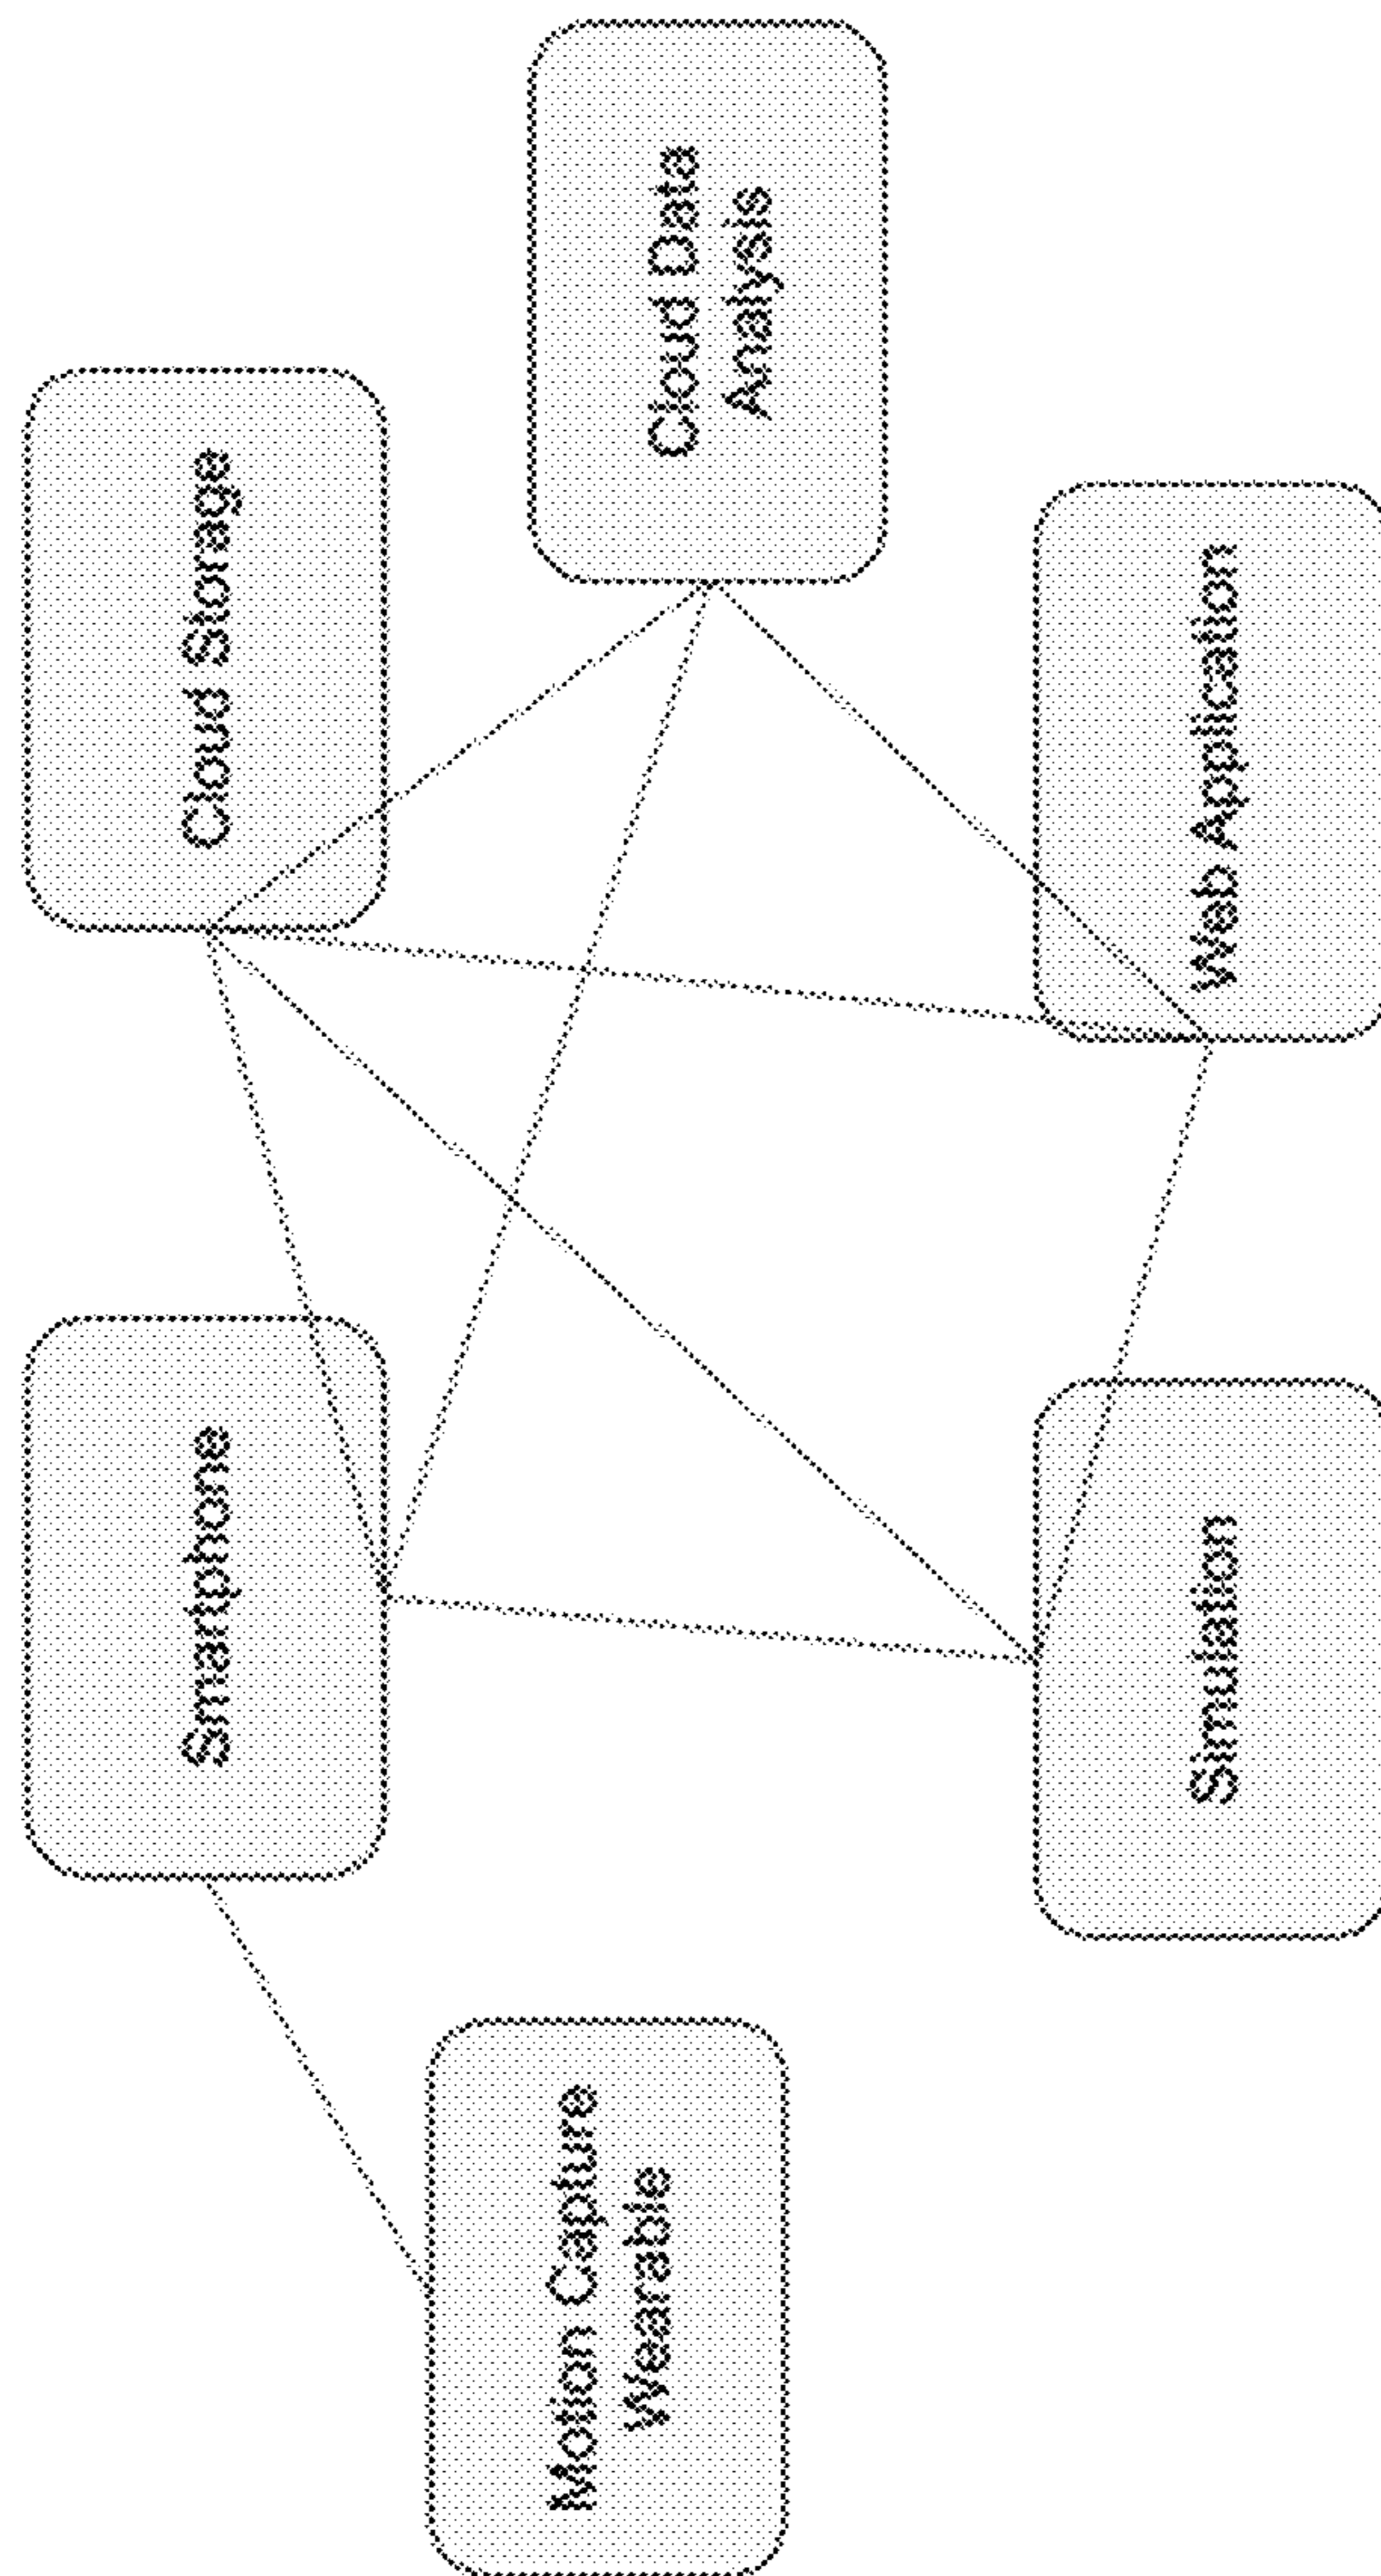 Smartphone
Cloud Storage
Motion Capture
Wearable
Cloud Data
Analysis
Simulation
Web Application